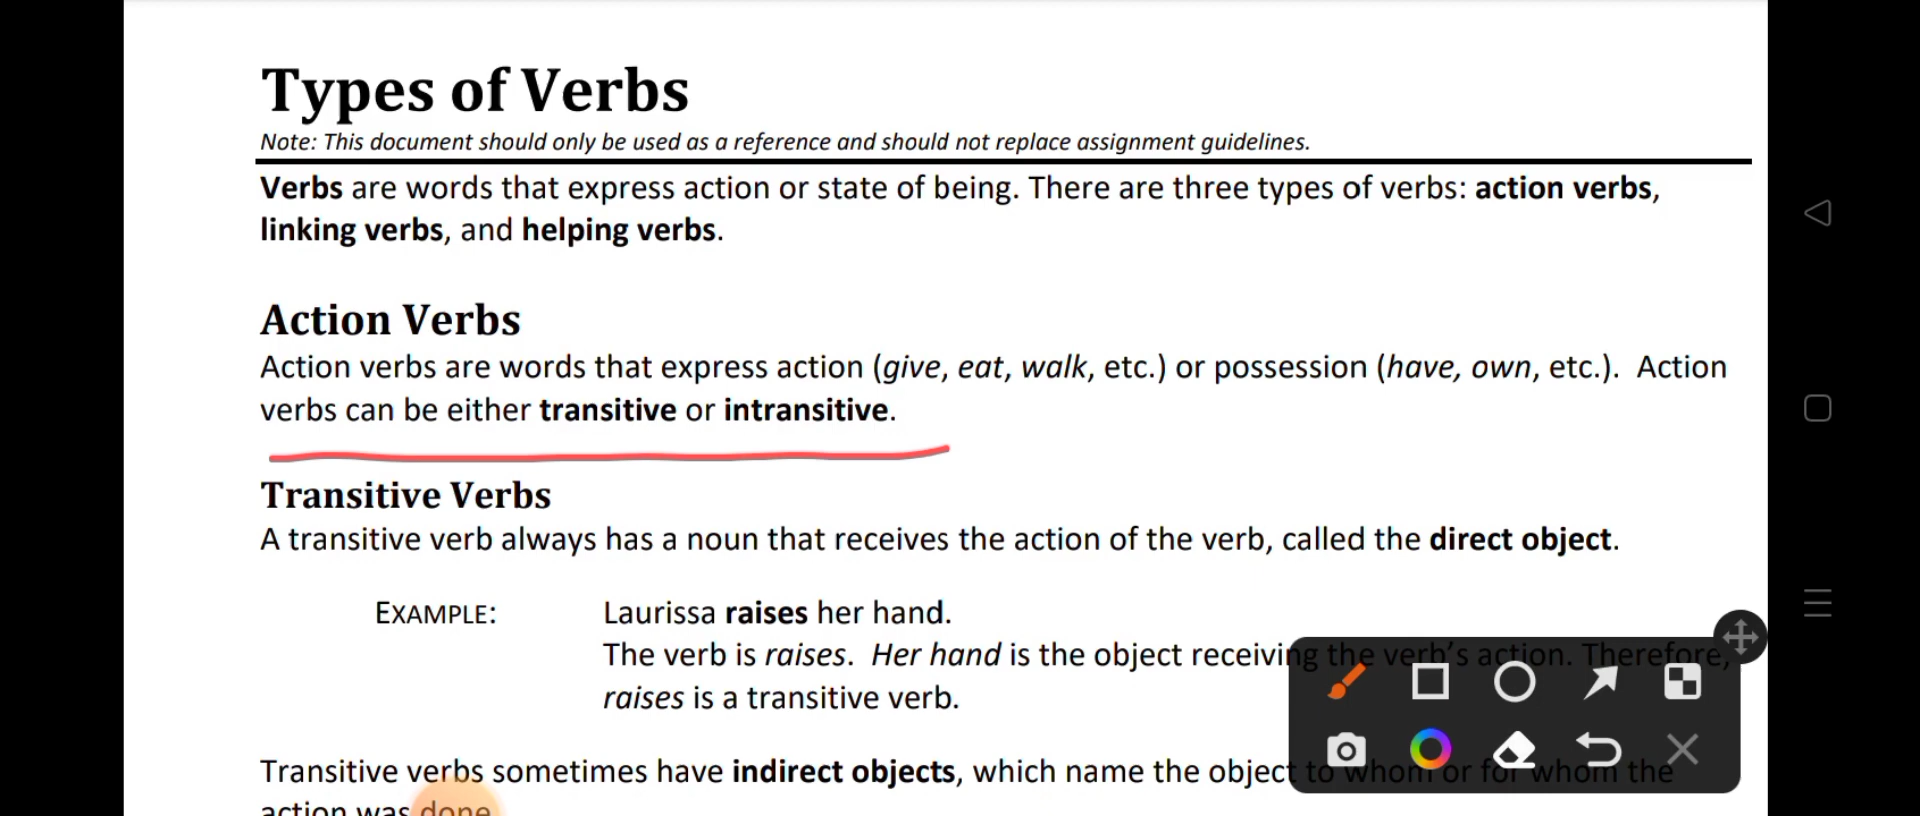 Types of Verbs
Note: This document should only be used as a reference and should not replace assignment guidelines.
Verbs are words that express action or state of being. There are three types of verbs: action verbs,
linking verbs, and helping verbs.
Action Verbs
Action verbs are words that express action (give, eat, walk, etc.) or possession (have, own, etc.).  Action
verbs can be either transitive or intransitive.
Transitive Verbs
A transitive verb always has a noun that receives the action of the verb, called the direct object.
EXAMPLE: Laurissa raises her hand.
The verb is raises.  Her hand is the object receiving the verb's action. Therefore,
raises is a transitive verb.
Transitive verbs sometimes have indirect objects, which name the object to whom or for whom the
action was done